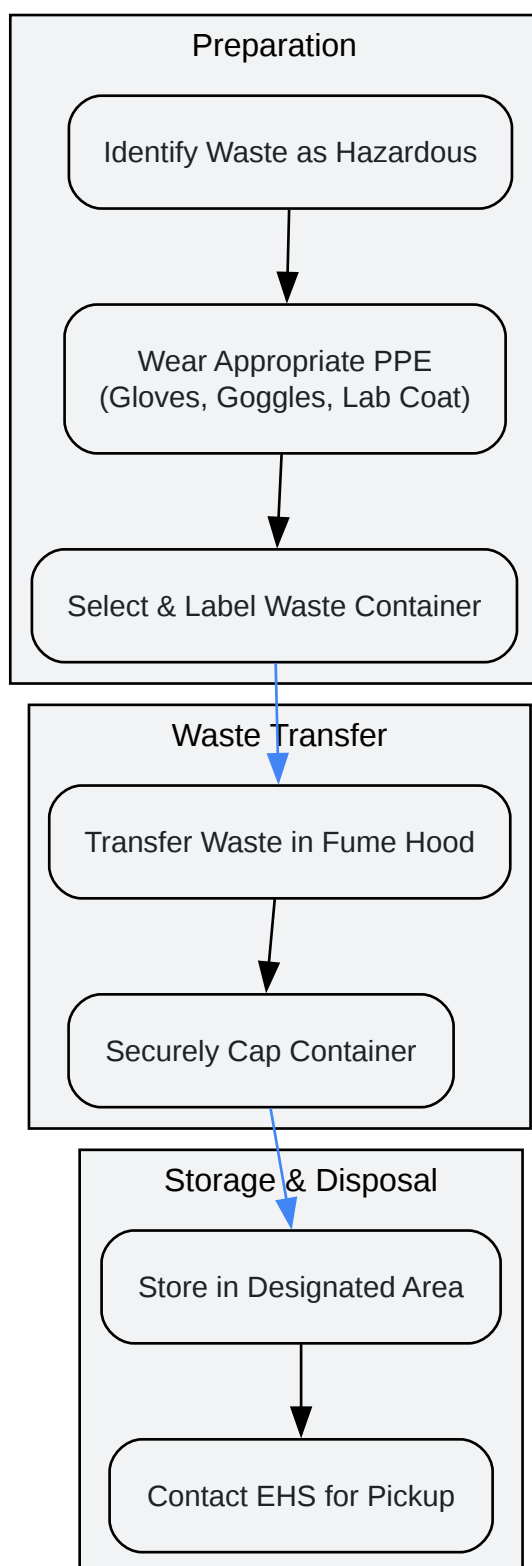 Preparation
Identify Waste as Hazardous
Wear Appropriate PPE
(Gloves, Goggles, Lab Coat)
Select & Label Waste Container
Waste Transfer
Transfer Waste in Fume Hood
Securely Cap Container
Storage & Disposal
Store in Designated Area
Contact EHS for Pickup